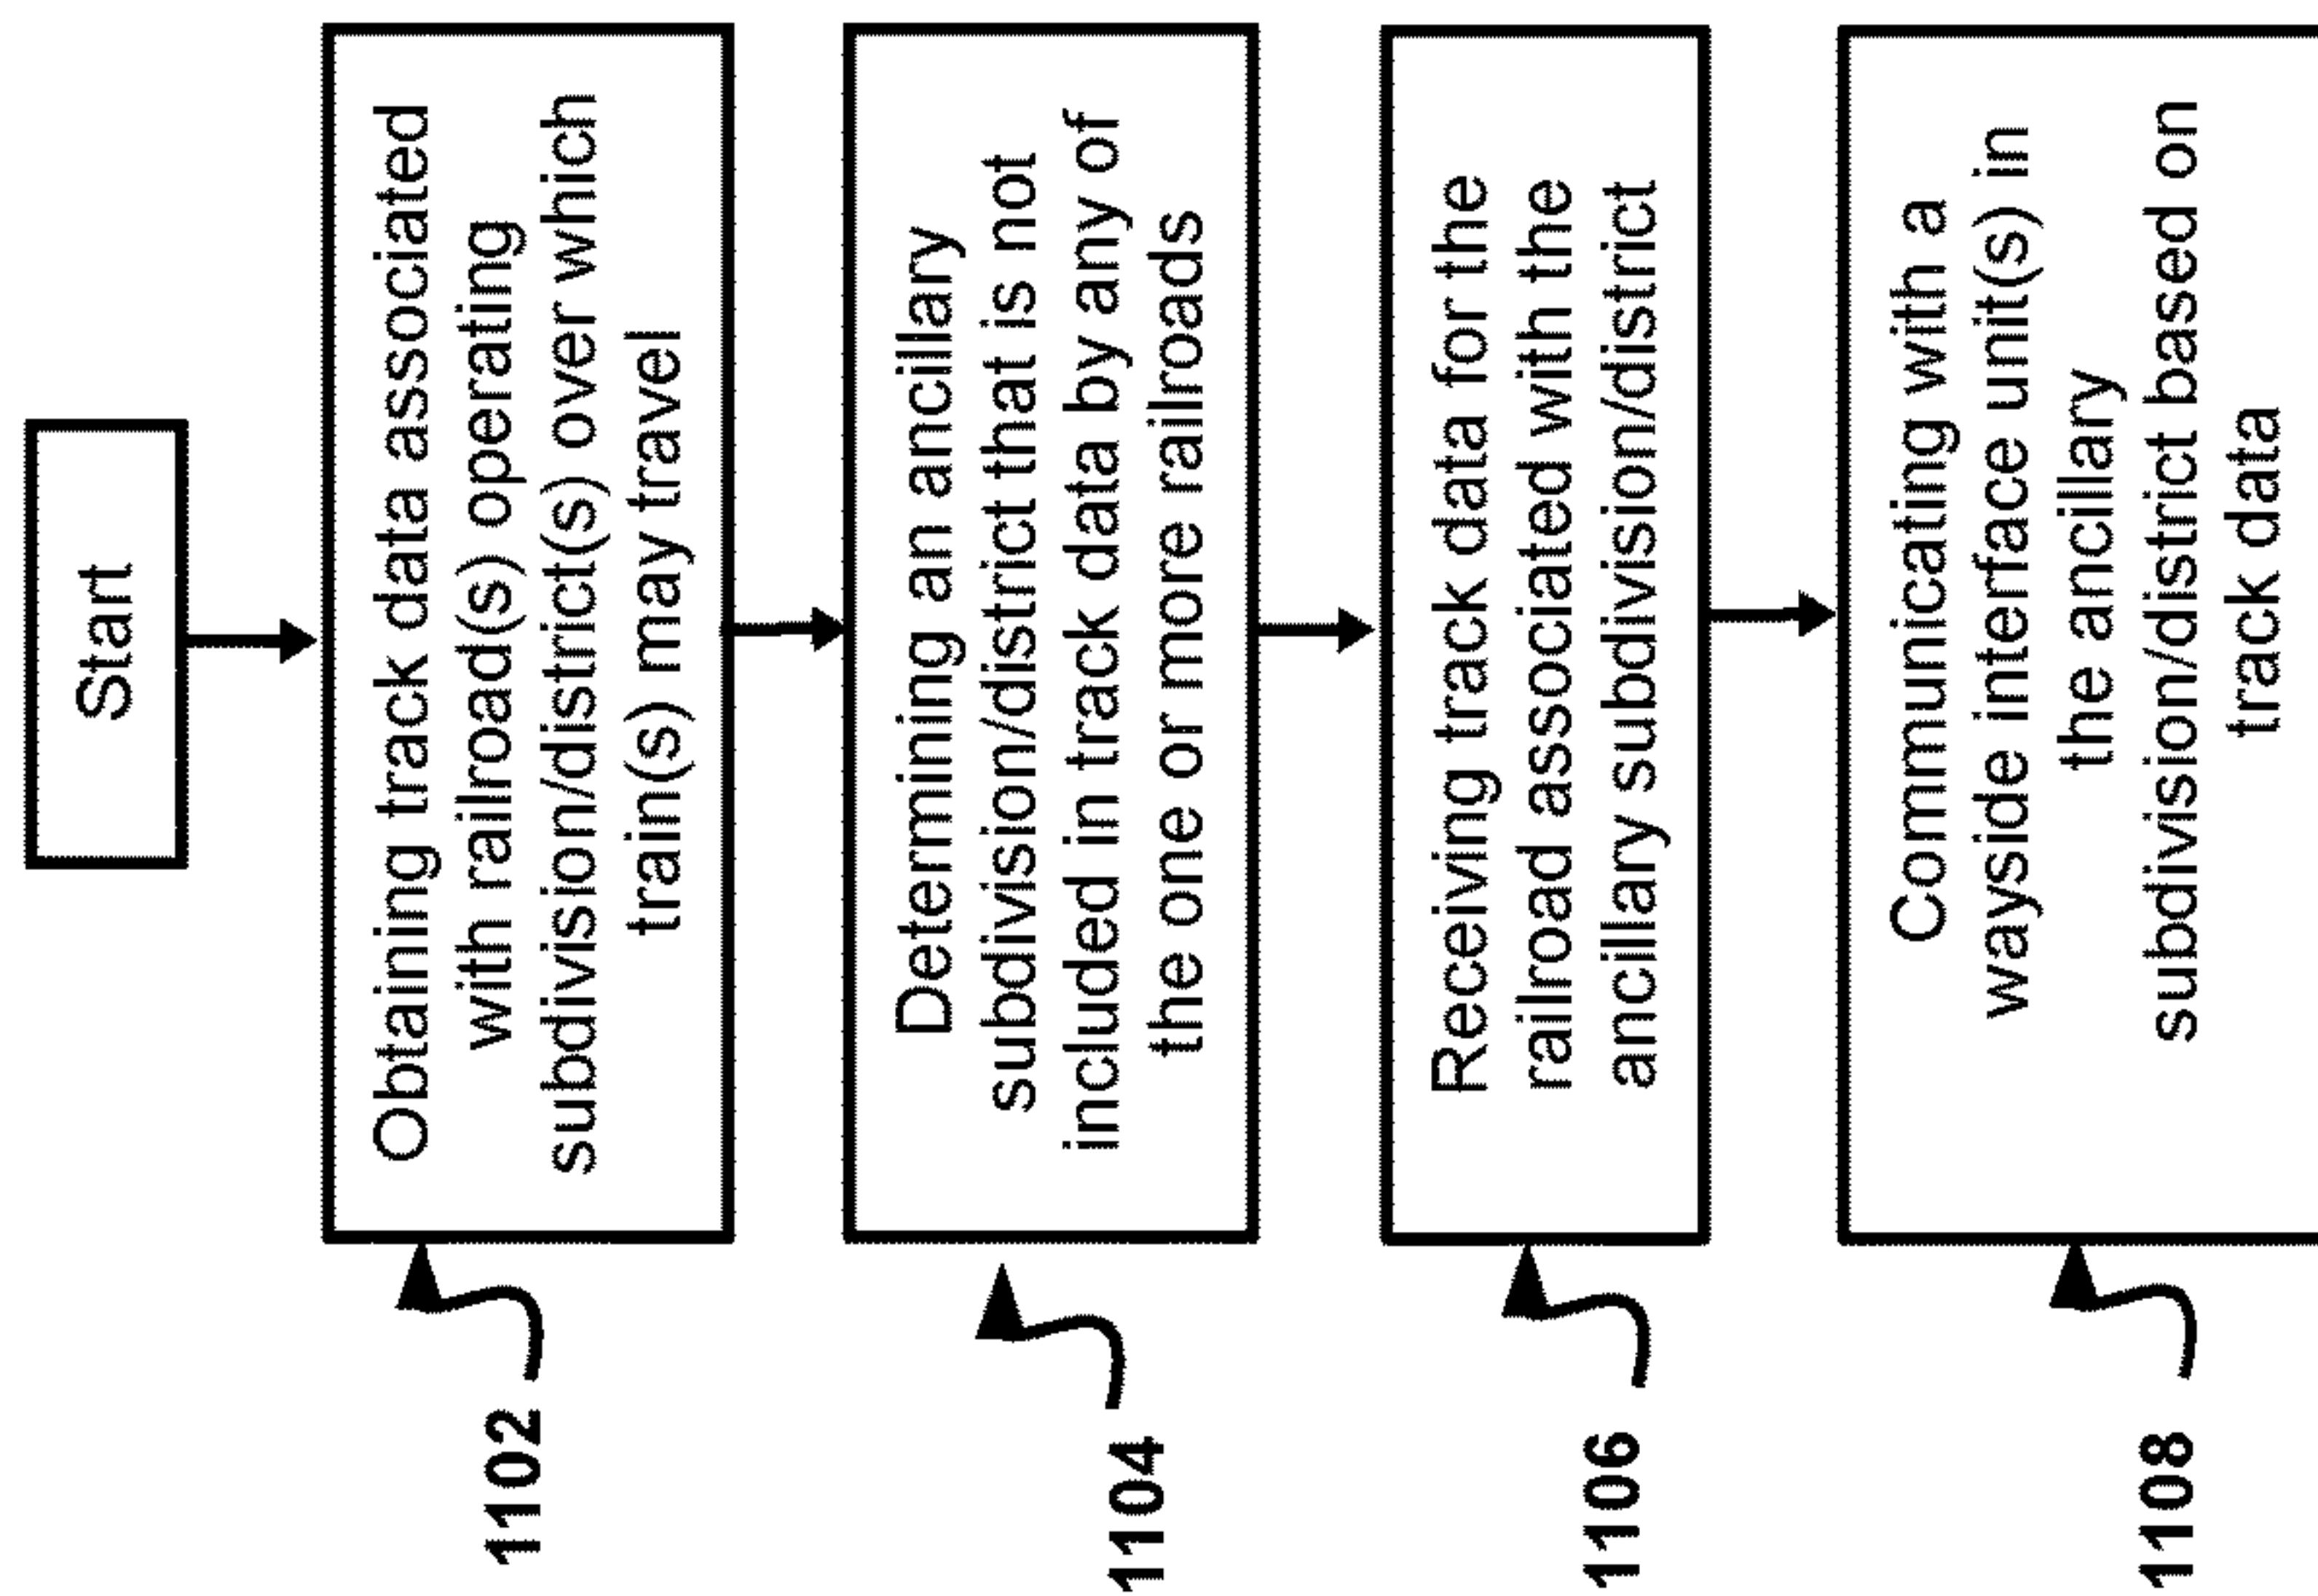 Start
Obtaining track data associated
with railroad(s) operating
subdivision/district(s) over which
train(s) may travel
1102
Determining an ancillary
subdivision/district that is not
included in track data by any of
the one or more railroads
1104
Receiving track data for the
railroad associated with the
ancillary subdivision/district
1106
Communicating with a
wayside interface unit(s) in
the ancillary
subdivision/district based on
track data
1108